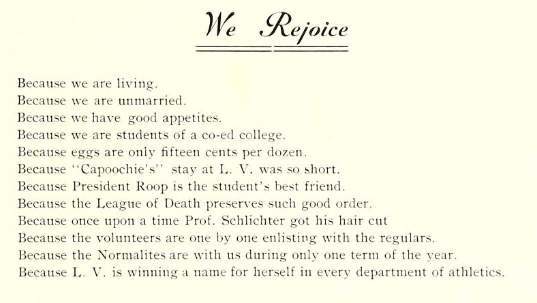 We Rejoice
Because we are living.
Because we are unmarried.
Because we have good appetites.
Because we are students of a co-ed college.
Because eggs are only fifteen cents per dozen.
Because "Capoochie's" stay at L. V. was so short.
Because President Roop is the student's best friend.
Because the League of Death preserves such good order.
Because once upon a time Prof. Schlichter got his hair cut
Because the volunteers are one by one enlisting with the regulars.
Because the Normalites are with us during only one term of the year.
Because L. V. is winning a name for herself in every department of athletics.